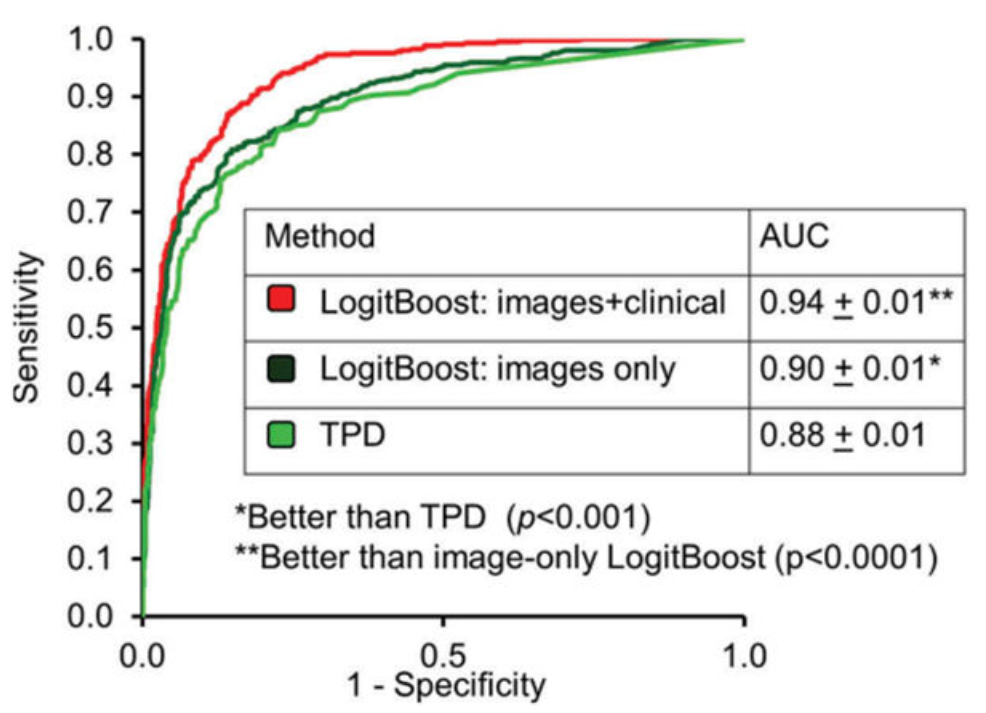 1.0
0.9
0.8
0.7
0.6
0.5
0.4
0.3
0.2
0.1
0.0
Sensitivity
Method AUC
LogitBoost: images+clinical 0.94 ± 0.01**
LogitBoost: images only 0.90 ± 0.01*
TPD 0.88 ± 0.01
*Better than TPD (p<0.001)
**Better than image-only LogitBoost (p<0.0001)
0.0 0.5 1.0
1 - Specificity